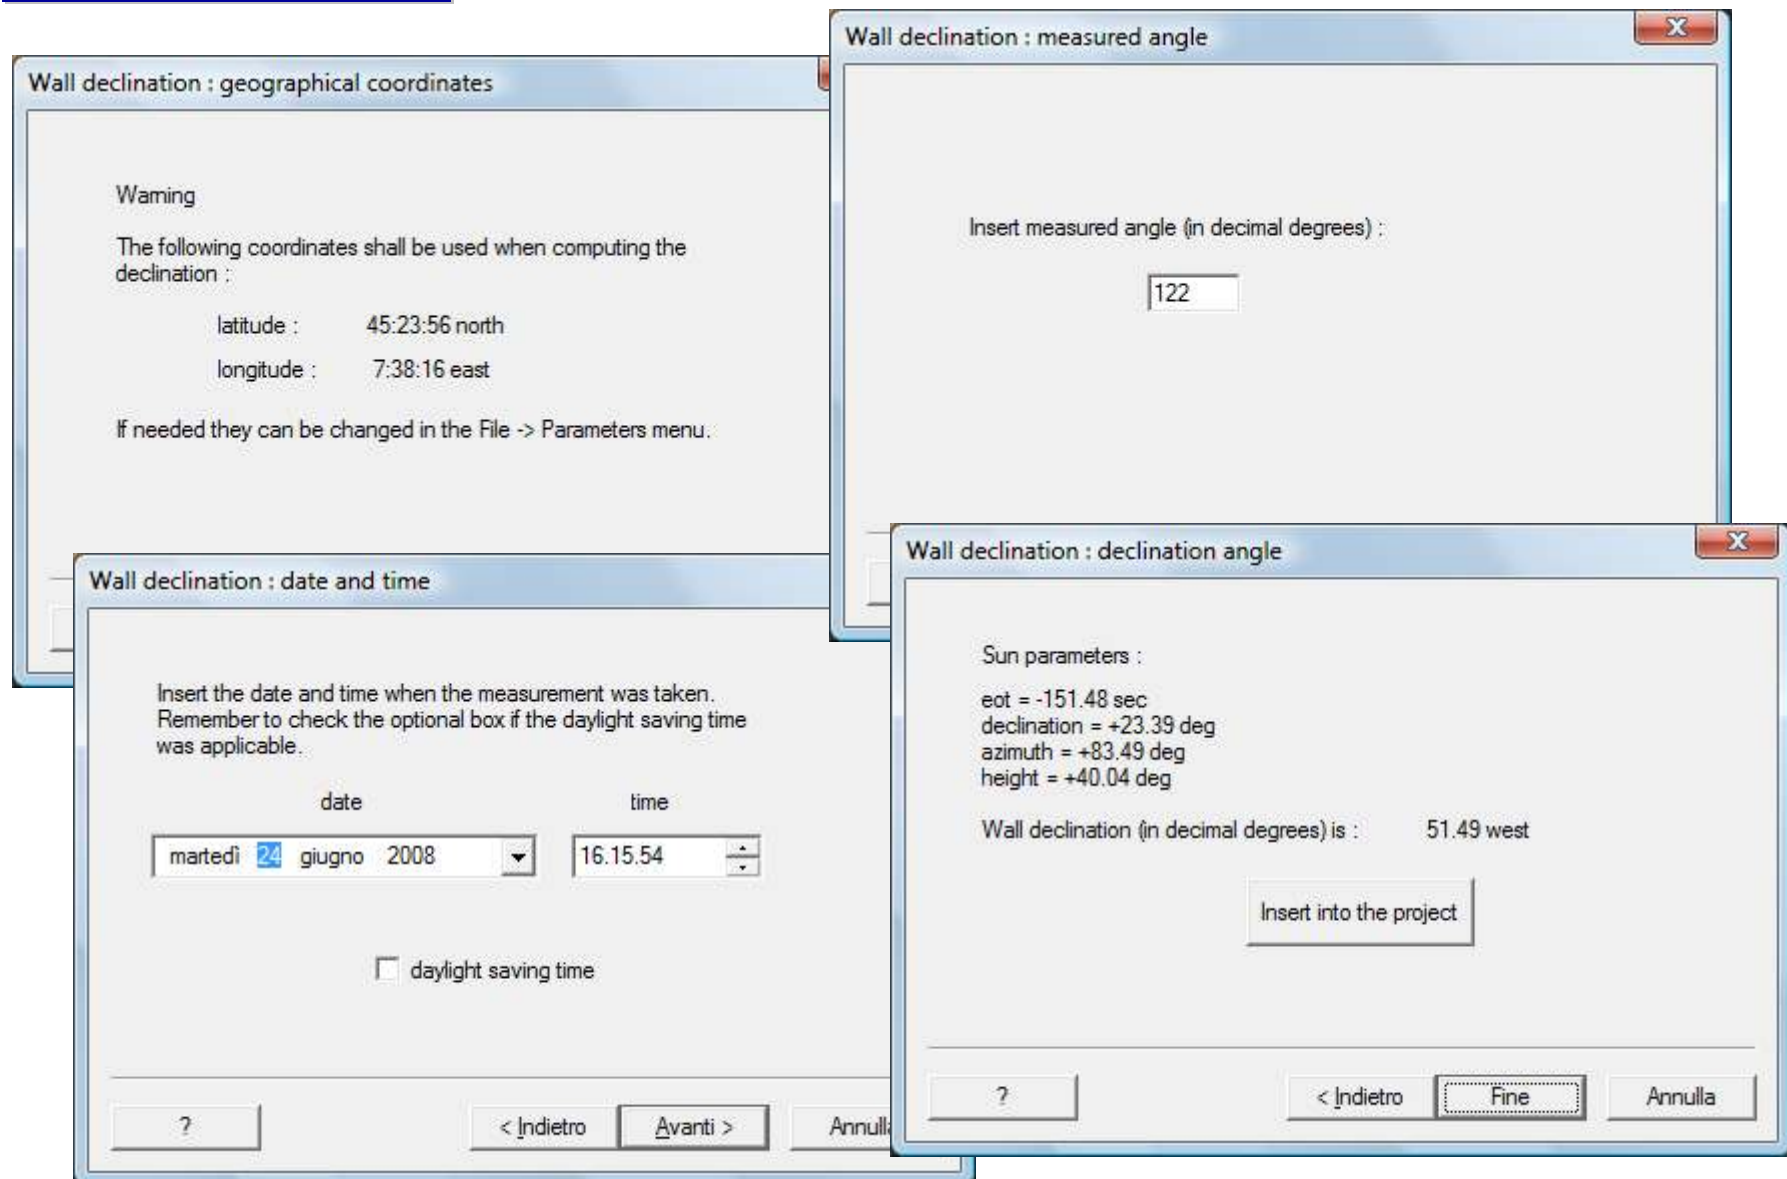 Wall declination : geographical coordinates
Warning
The following coordinates shall be used when computing the
declination :
latitude : 45:23:56 north
longitude : 7:38:16 east
If needed they can be changed in the File -> Parameters menu.
Wall declination : measured angle
X
Insert measured angle (in decimal degrees) :
122
Wall declination : date and time
Insert the date and time when the measurement was taken.
Remember to check the optional box if the daylight saving time
was applicable.
date time
martedì 24 giugno 2008 16.15.54
daylight saving time
? < Indietro Avanti > Annulla
Wall declination : declination angle
X
Sun parameters :
eot = -151.48 sec
declination = +23.39 deg
azimuth = +83.49 deg
height = +40.04 deg
Wall declination (in decimal degrees) is : 51.49 west
Insert into the project
? < Indietro Fine Annulla